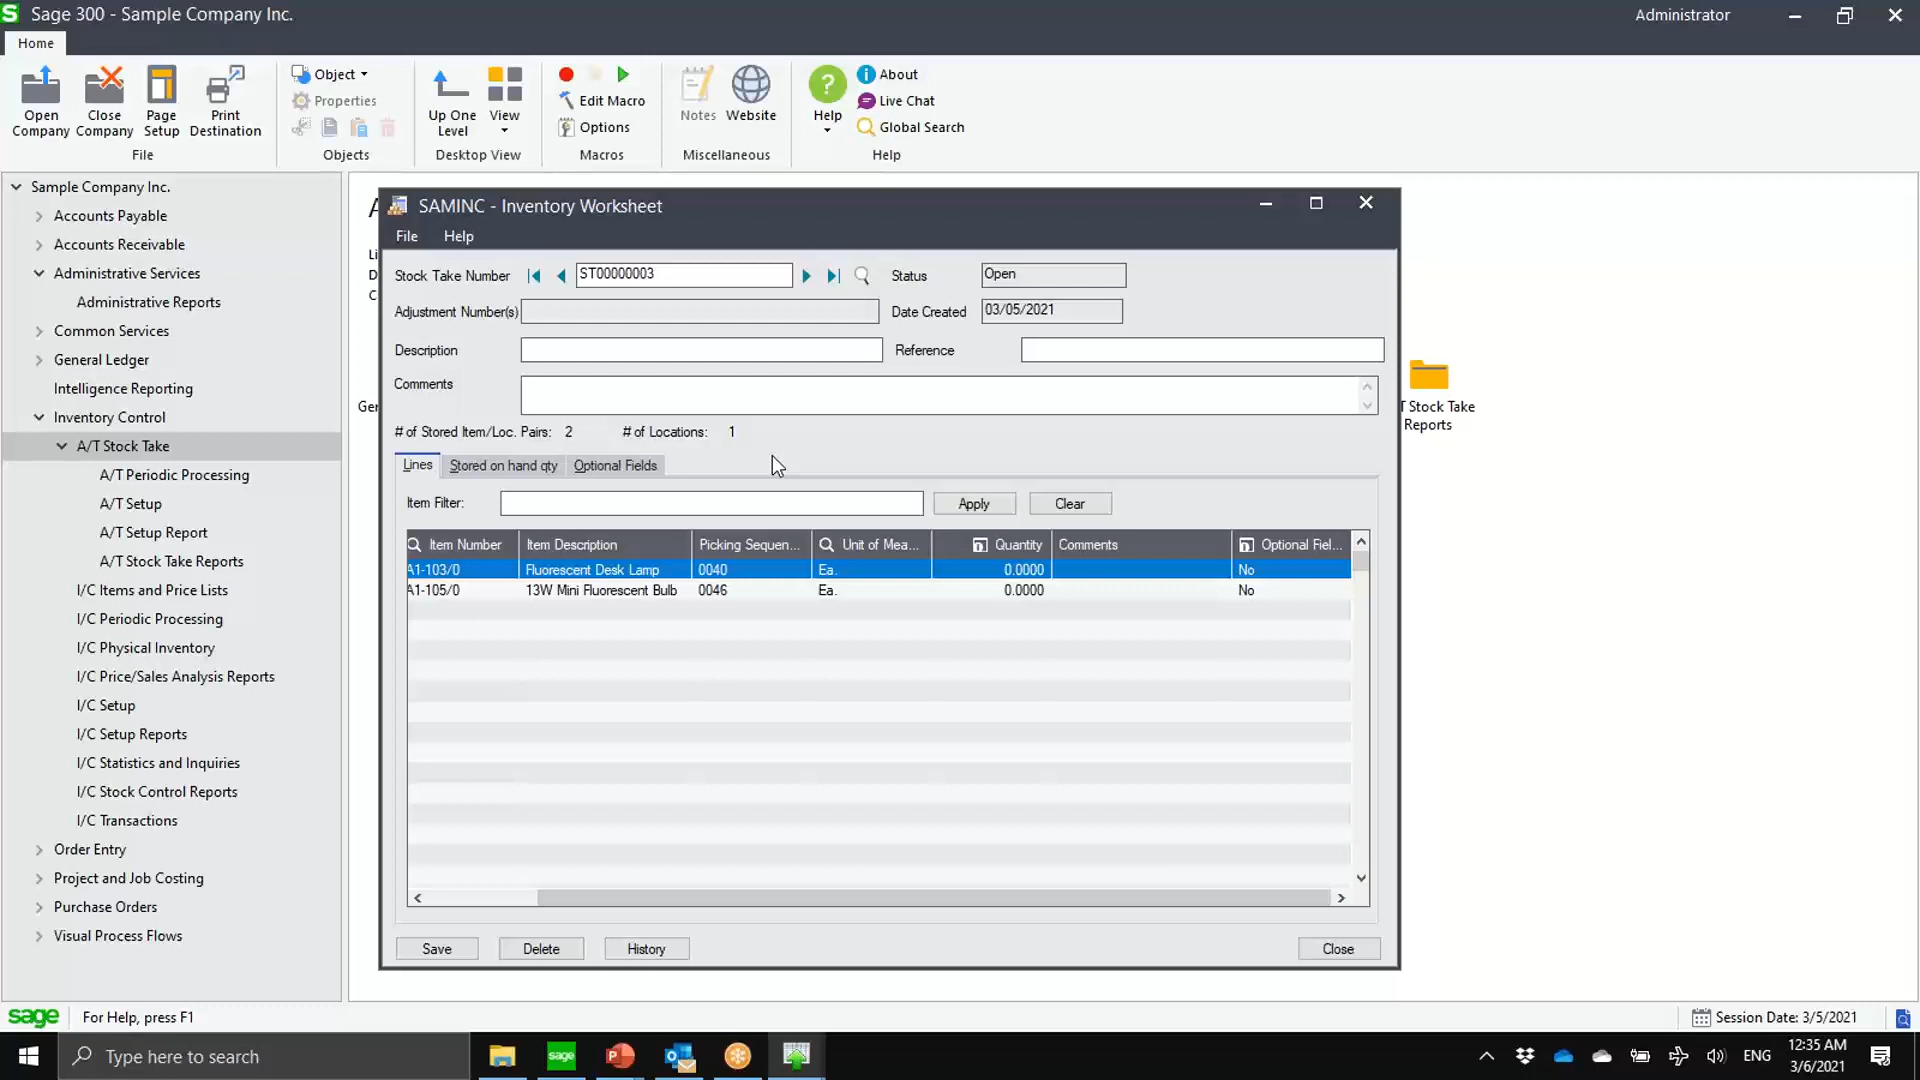 Sage 300 - Sample Company Inc.
Administrator
Home
Open Company
Close Company
Page Setup
Print Destination
File
Object
Properties
Objects
Up One Level
View
Desktop View
Edit Macro
Options
Macros
Notes
Website
Miscellaneous
Help
About
Live Chat
Global Search
Help
Sample Company Inc.
Accounts Payable
Accounts Receivable
Administrative Services
Administrative Reports
Common Services
General Ledger
Intelligence Reporting
Inventory Control
A/T Stock Take
A/T Periodic Processing
A/T Setup
A/T Setup Report
A/T Stock Take Reports
I/C Items and Price Lists
I/C Periodic Processing
I/C Physical Inventory
I/C Price/Sales Analysis Reports
I/C Setup
I/C Setup Reports
I/C Statistics and Inquiries
I/C Stock Control Reports
I/C Transactions
Order Entry
Project and Job Costing
Purchase Orders
Visual Process Flows
A
Li
D
C
Ger
T Stock Take
Reports
SAMINC - Inventory Worksheet
File Help
Stock Take Number ST00000003 Status Open
Adjustment Number(s) Date Created 03/05/2021
Description Reference
Comments
# of Stored Item/Loc. Pairs: 2 # of Locations: 1
Lines Stored on hand qty Optional Fields
Item Filter: Apply Clear
Item Number Item Description Picking Sequen... Unit of Mea... Quantity Comments Optional Fiel...
A1-103/0 Fluorescent Desk Lamp 0040 Ea. 0.0000 No
A1-105/0 13W Mini Fluorescent Bulb 0046 Ea. 0.0000 No
Save Delete History Close
sage For Help, press F1
Session Date: 3/5/2021
Type here to search
sage
ENG
12:35 AM
3/6/2021